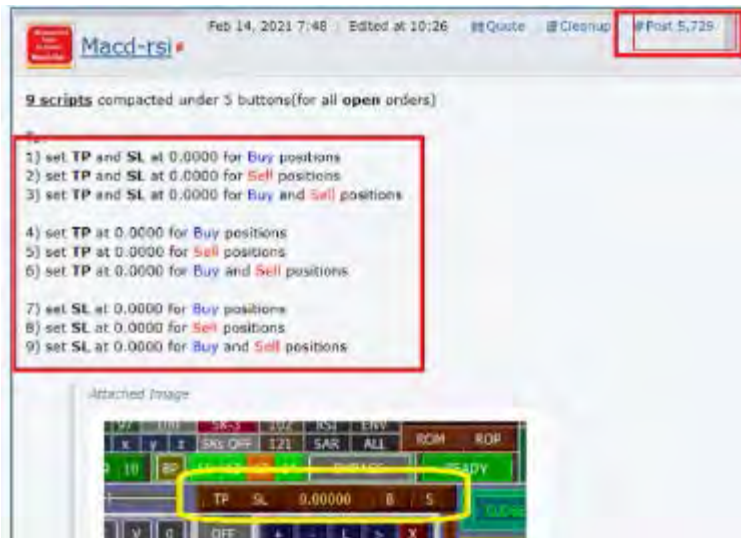 Feb 14, 2021 7:48 | Edited at 10:26 Quote Cleanup #Post 5,729
Macd-rsi
9 scripts compacted under 5 buttons(for all open orders)
1) set TP and SL at 0.0000 for Buy positions
2) set TP and SL at 0.0000 for Sell positions
3) set TP and SL at 0.0000 for Buy and Sell positions
4) set TP at 0.0000 for Buy positions
5) set TP at 0.0000 for Sell positions
6) set TP at 0.0000 for Buy and Sell positions
7) set SL at 0.0000 for Buy positions
8) set SL at 0.0000 for Sell positions
9) set SL at 0.0000 for Buy and Sell positions
Attached Image
97 100 SK-3 102 RSI ENV
x y z SKs OFF 121 SAR ALL ROM ROP
10 BP READY
TP SL 0.00000 B S
V 0 OFF + - L > X